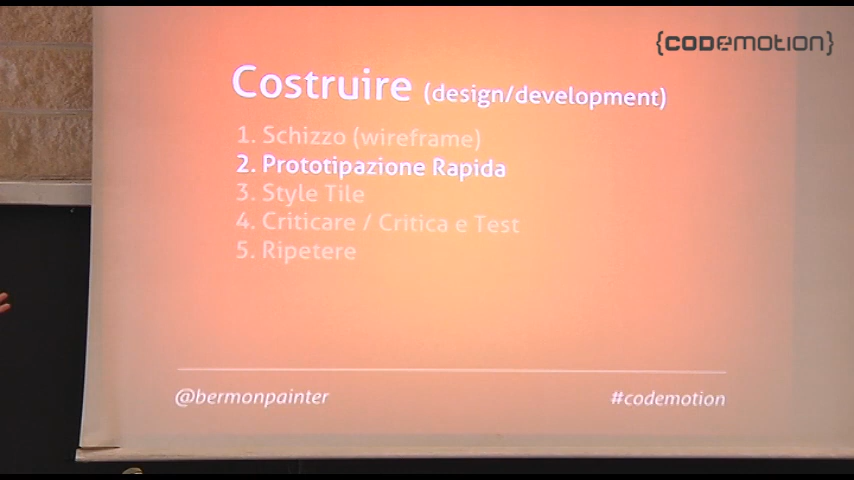 {CODEMOTION}
Costruire (design/development)
1. Schizzo (wireframe)
2. Prototipazione Rapida
3. Style Tile
4. Criticare / Critica e Test
5. Ripetere
@bermonpainter
#codemotion